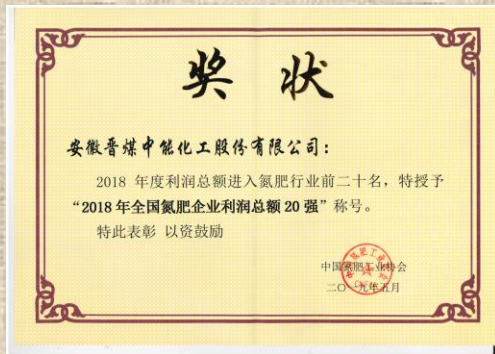 奖状
安徽晋煤中能化工股份有限公司：
2018 年度利润总额进入氮肥行业前二十名，特授予
“2018 年全国氮肥企业利润总额 20 强”称号。
特此表彰 以资鼓励
中国氮肥工业协会
二〇一九年五月